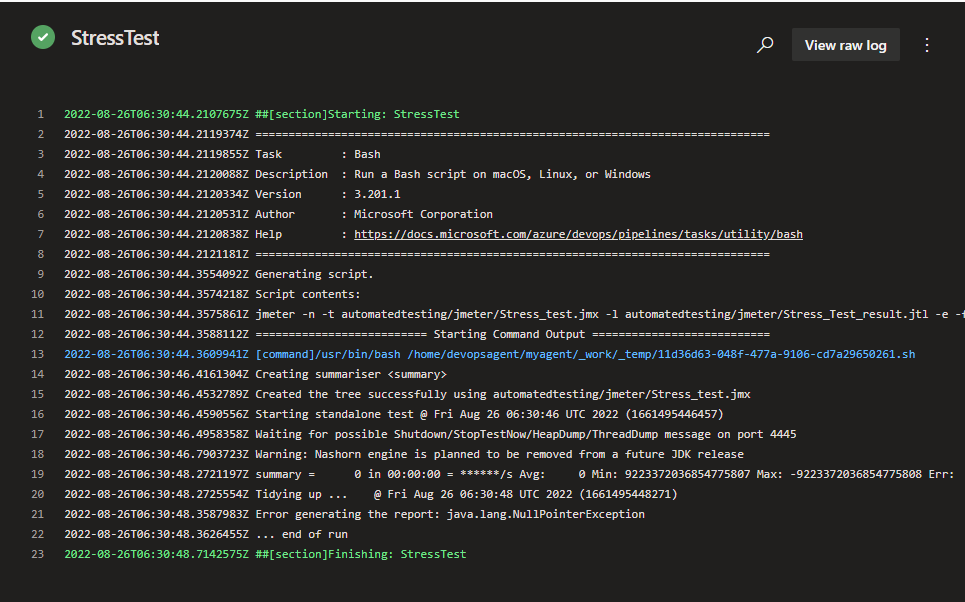 StressTest
View raw log
1 2022-08-26T06:30:44.2107675Z ##[section]Starting: StressTest
2 2022-08-26T06:30:44.2119374Z ==============================================================================
3 2022-08-26T06:30:44.2119855Z Task         : Bash
4 2022-08-26T06:30:44.2120088Z Description  : Run a Bash script on macOS, Linux, or Windows
5 2022-08-26T06:30:44.2120334Z Version      : 3.201.1
6 2022-08-26T06:30:44.2120531Z Author       : Microsoft Corporation
7 2022-08-26T06:30:44.2120838Z Help         : https://docs.microsoft.com/azure/devops/pipelines/tasks/utility/bash
8 2022-08-26T06:30:44.2121181Z ==============================================================================
9 2022-08-26T06:30:44.3554092Z Generating script.
10 2022-08-26T06:30:44.3574218Z Script contents:
11 2022-08-26T06:30:44.3575861Z jmeter -n -t automatedtesting/jmeter/Stress_test.jmx -l automatedtesting/jmeter/Stress_Test_result.jtl -e -f
12 2022-08-26T06:30:44.3588112Z ========================== Starting Command Output ===========================
13 2022-08-26T06:30:44.3609941Z [command]/usr/bin/bash /home/devopsagent/myagent/_work/_temp/11d36d63-048f-477a-9106-cd7a29650261.sh
14 2022-08-26T06:30:46.4161304Z Creating summariser <summary>
15 2022-08-26T06:30:46.4532789Z Created the tree successfully using automatedtesting/jmeter/Stress_test.jmx
16 2022-08-26T06:30:46.4590556Z Starting standalone test @ Fri Aug 26 06:30:46 UTC 2022 (1661495446457)
17 2022-08-26T06:30:46.4958358Z Waiting for possible Shutdown/StopTestNow/HeapDump/ThreadDump message on port 4445
18 2022-08-26T06:30:46.7903723Z Warning: Nashorn engine is planned to be removed from a future JDK release
19 2022-08-26T06:30:48.2721197Z summary =      0 in 00:00:00 = ******/s Avg:     0 Min: 9223372036854775807 Max: -9223372036854775808 Err:
20 2022-08-26T06:30:48.2725554Z Tidying up ...    @ Fri Aug 26 06:30:48 UTC 2022 (1661495448271)
21 2022-08-26T06:30:48.3587983Z Error generating the report: java.lang.NullPointerException
22 2022-08-26T06:30:48.3626455Z ... end of run
23 2022-08-26T06:30:48.7142575Z ##[section]Finishing: StressTest